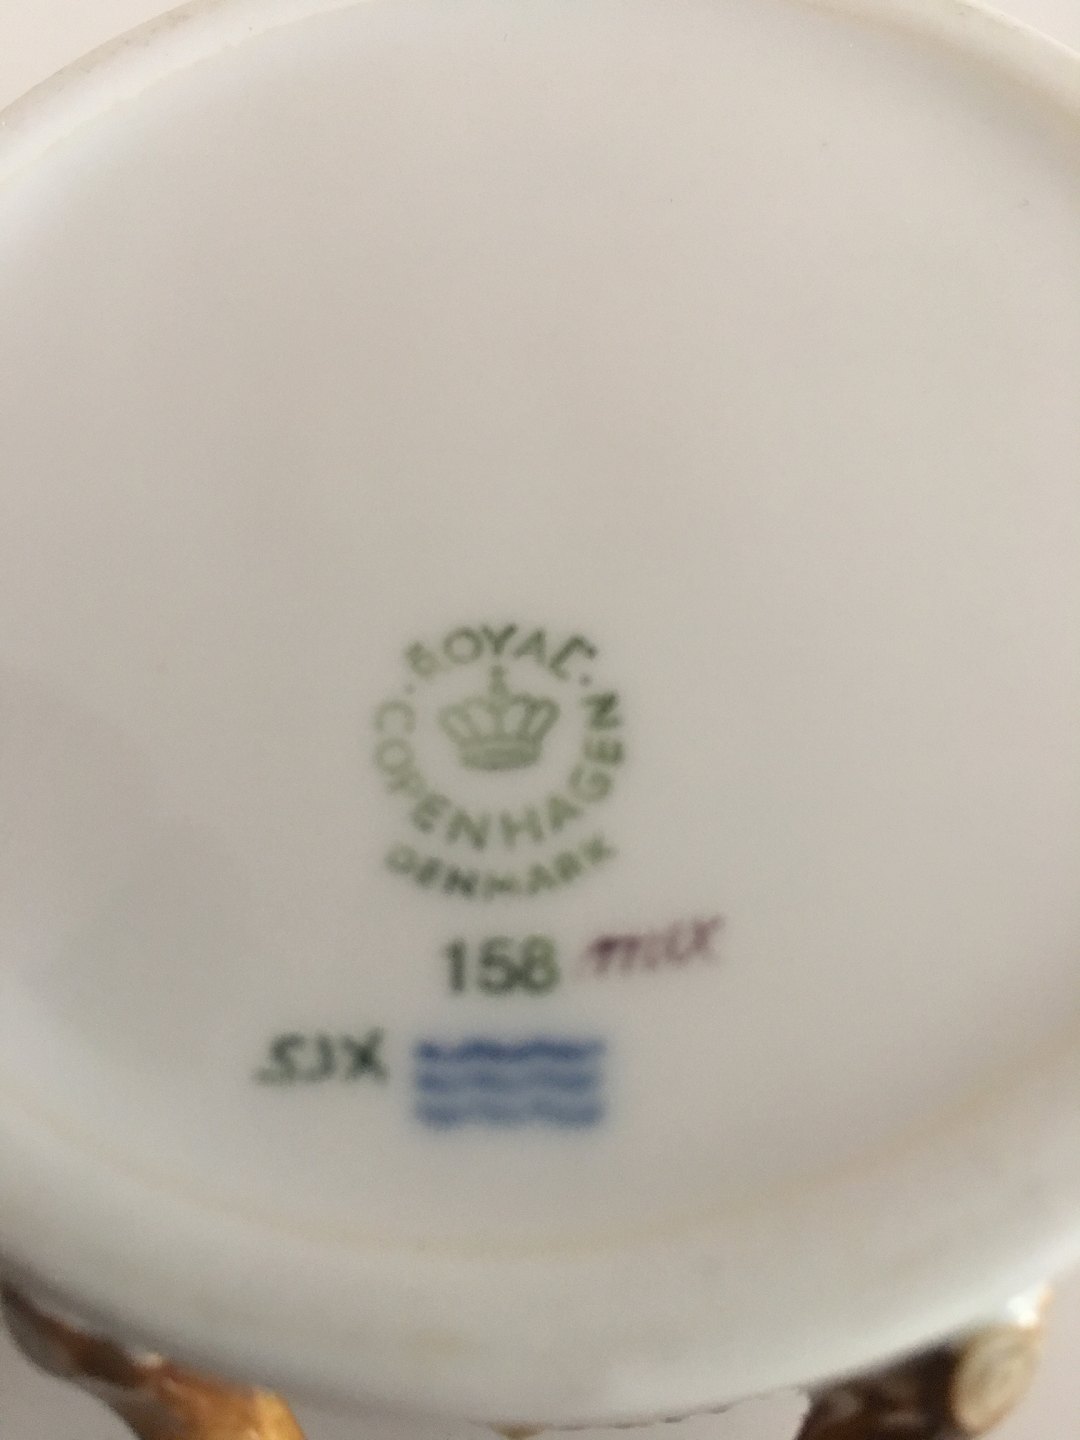 ROYAL
COPENHAGEN
DENMARK
158